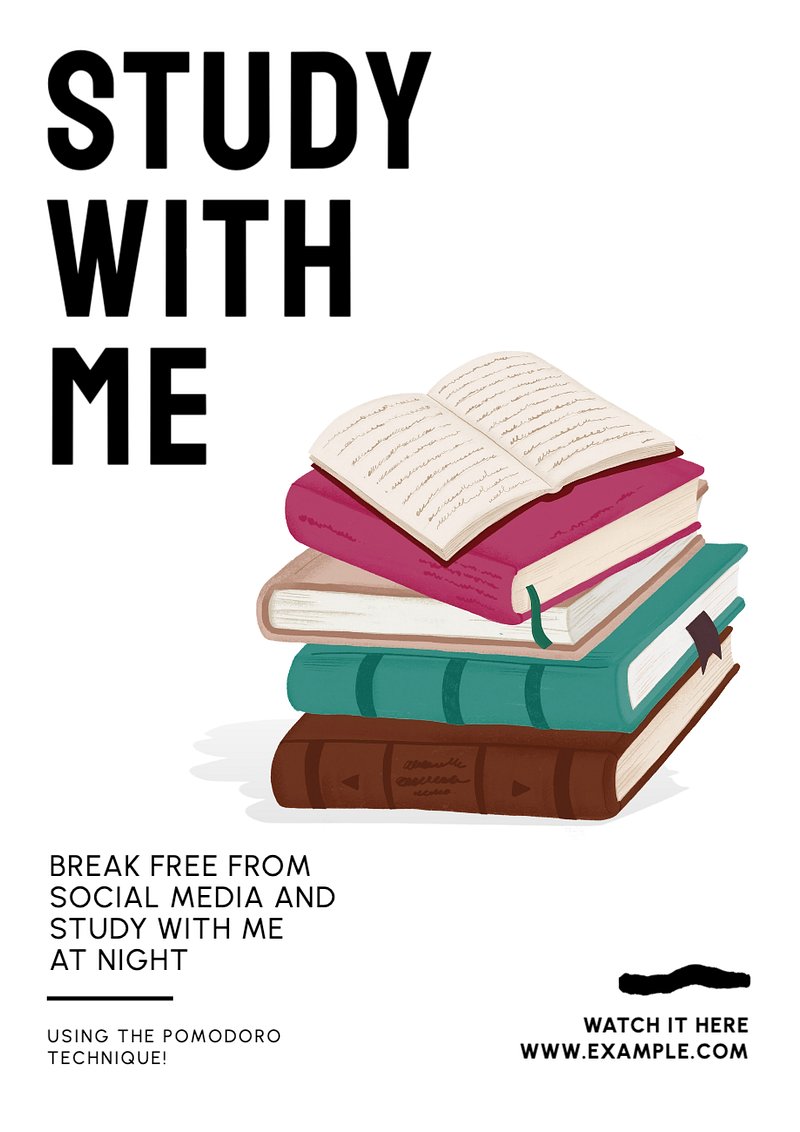 STUDY
WITH
ME
BREAK FREE FROM
SOCIAL MEDIA AND
STUDY WITH ME
AT NIGHT
USING THE POMODORO
TECHNIQUE!
WATCH IT HERE
WWW.EXAMPLE.COM